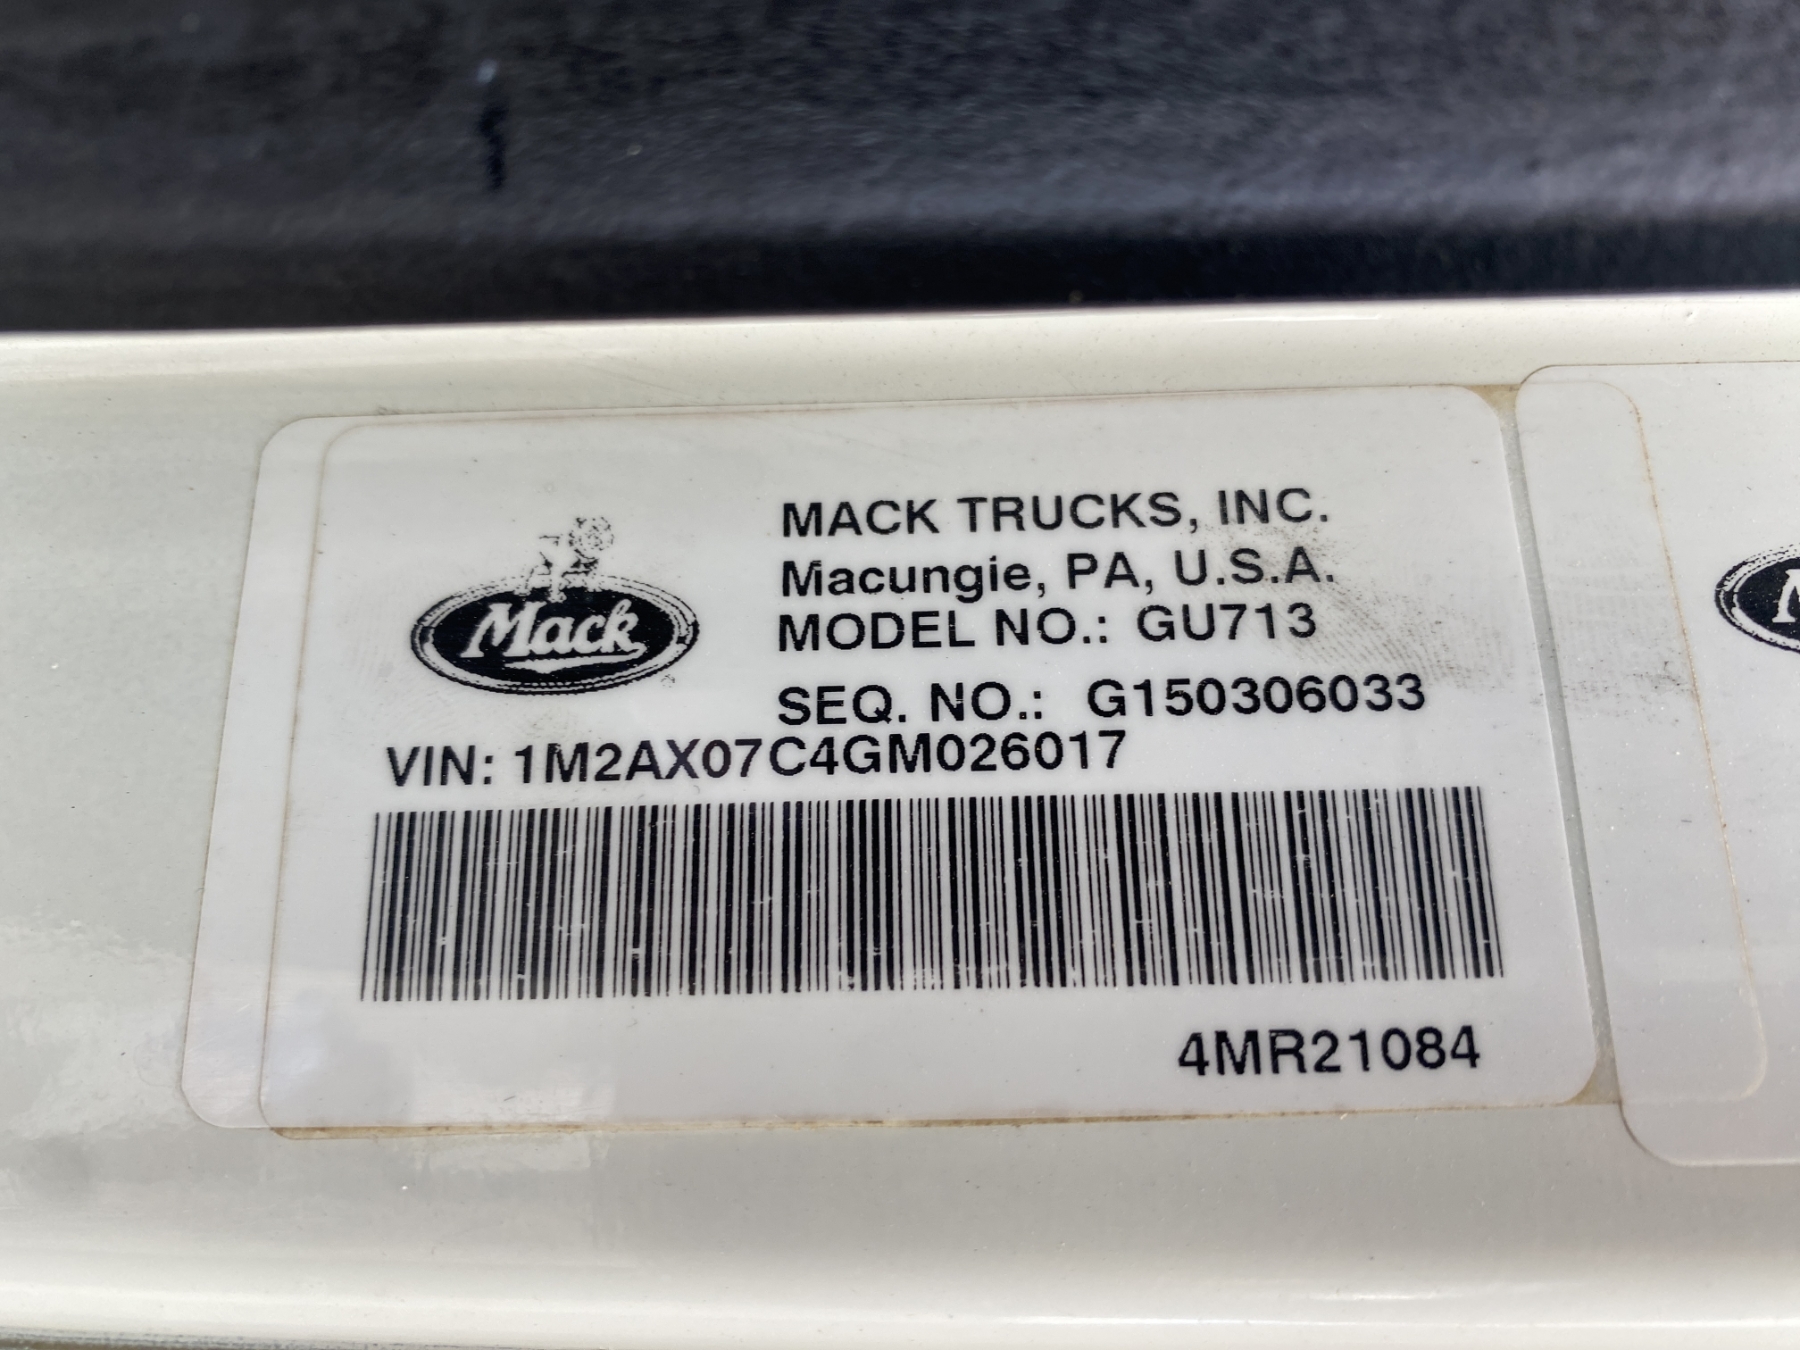 MACK TRUCKS, INC.
Macungie, PA, U.S.A.
MODEL NO.: GU713
Mack
SEQ. NO.: G150306033
VIN: 1M2AX07C4GM026017
4MR21084